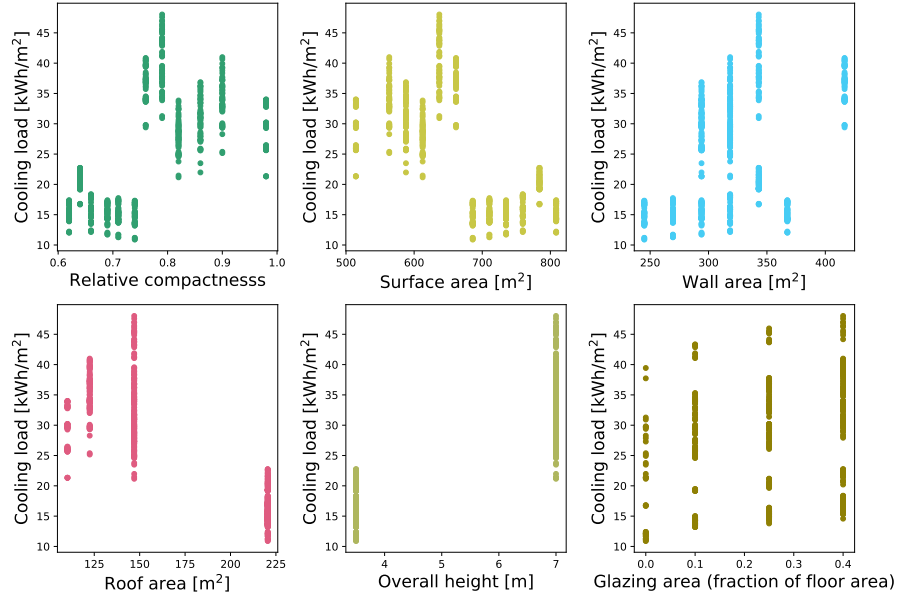 Cooling load [kWh/m²]
45
40
35
30
25
20
15
10
0.6 0.7 0.8 0.9 1.0
Relative compactnesss
Cooling load [kWh/m²]
45
40
35
30
25
20
15
10
500 600 700 800
Surface area [m²]
Cooling load [kWh/m²]
45
40
35
30
25
20
15
10
250 300 350 400
Wall area [m²]
Cooling load [kWh/m²]
45
40
35
30
25
20
15
10
125 150 175 200 225
Roof area [m²]
Cooling load [kWh/m²]
45
40
35
30
25
20
15
10
4 5 6 7
Overall height [m]
Cooling load [kWh/m²]
45
40
35
30
25
20
15
10
0.0 0.1 0.2 0.3 0.4
Glazing area (fraction of floor area)